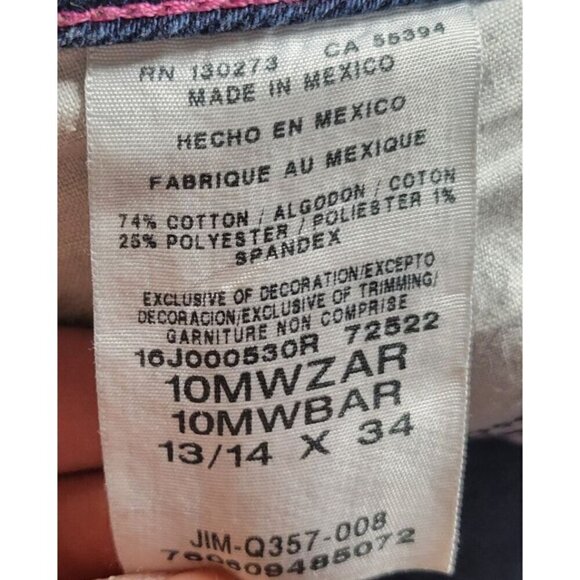 RN 130273 CA 55394
MADE IN MEXICO
HECHO EN MEXICO
FABRIQUE AU MEXIQUE
74% COTTON / ALGODON / COTON
25% POLYESTER / POLIESTER 1%
SPANDEX
EXCLUSIVE OF DECORATION/EXCEPTO
DECORACION/EXCLUSIVE OF TRIMMING/
GARNITURE NON COMPRISE
16J000530R 72522
10MWZAR
10MWBAR
13/14 X 34
JIM-Q357-008